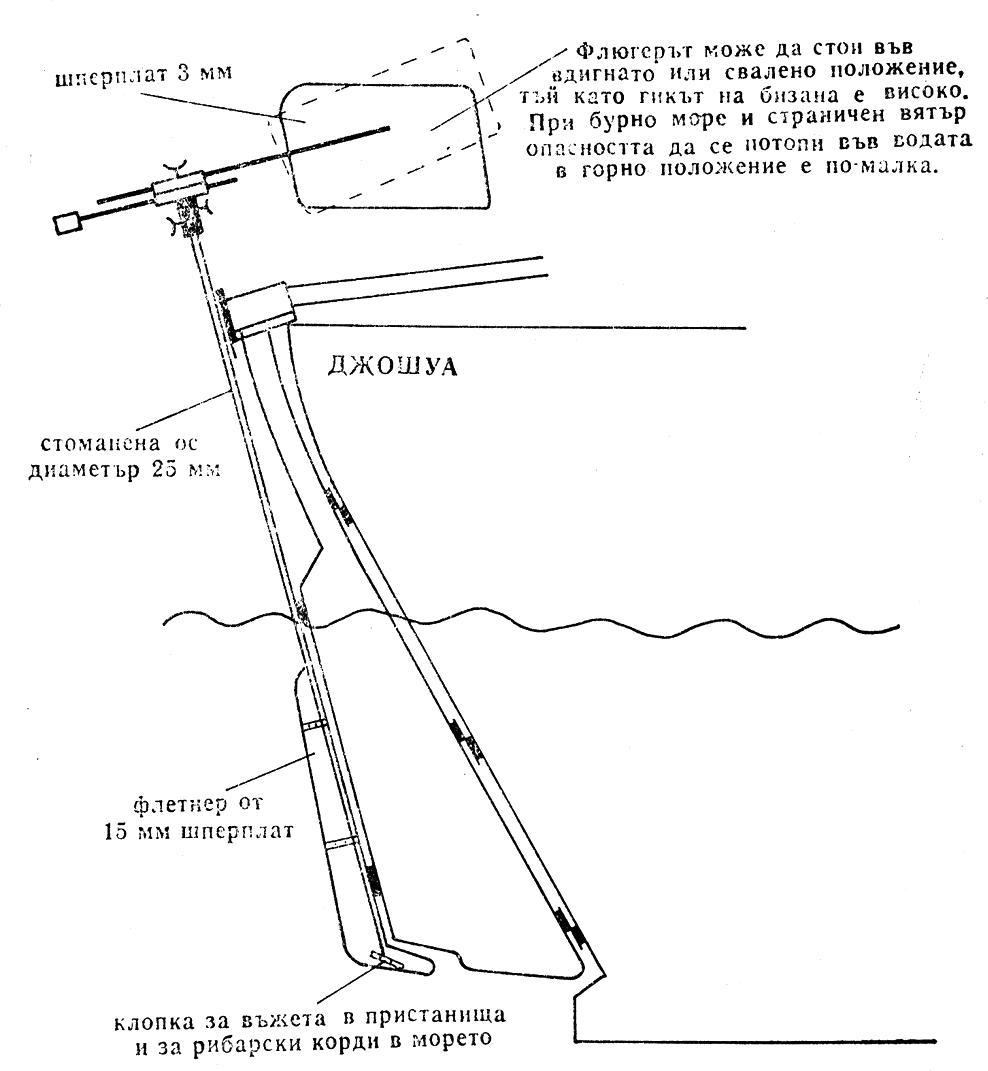 шперплат 3 мм
Флюгерът може да стои във
вдигнато или свалено положение,
тъй като гикът на бизана е високо.
При бурно море и страничен вятър
опасността да се потопи във водата
в горно положение е по-малка.
ДЖОШУА
стоманена ос
диаметър 25 мм
флетнер от
15 мм шперплат
клопка за въжета в пристанища
и за рибарски корди в морето